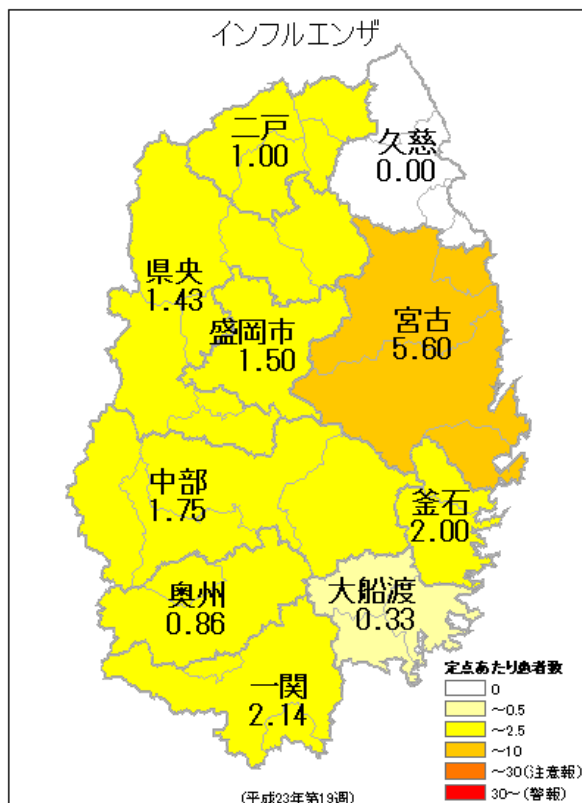 インフルエンザ
二戸
1.00
久慈
0.00
県央
1.43
盛岡市
1.50
宮古
5.60
中部
1.75
釜石
2.00
奥州
0.86
大船渡
0.33
一関
2.14
定点あたり患者数
0
～0.5
～2.5
～10
～30(注意報)
30～(警報)
(平成23年第19週)